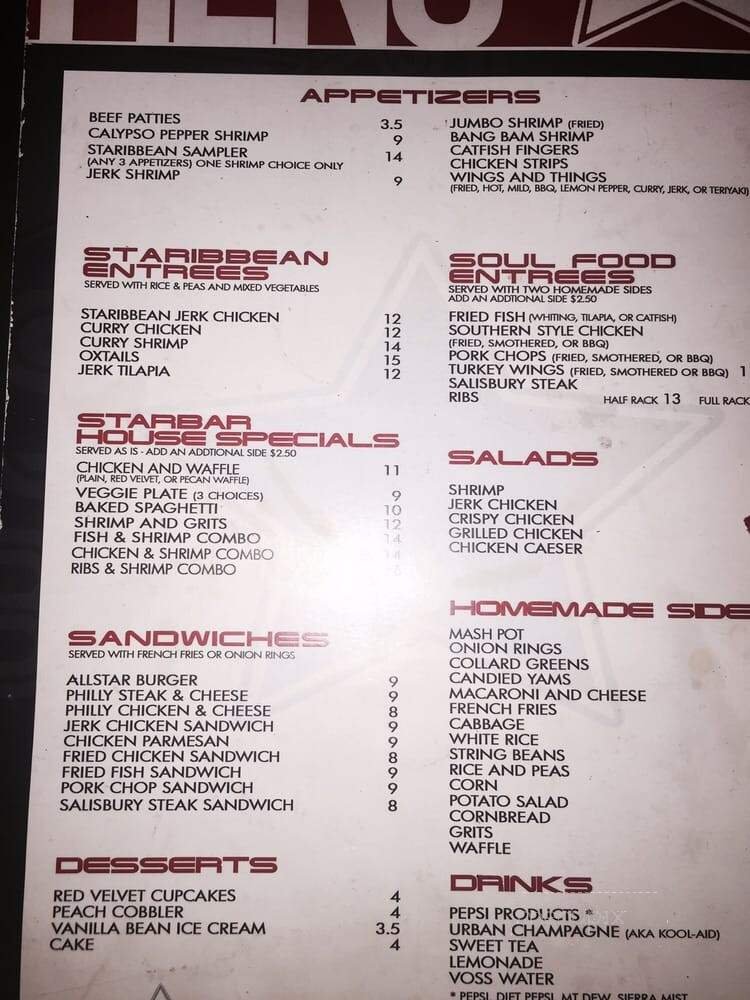 MENU
APPETIZERS
BEEF PATTIES 3.5
CALYPSO PEPPER SHRIMP 9
STARIBBEAN SAMPLER 14
(ANY 3 APPETIZERS) ONE SHRIMP CHOICE ONLY
JERK SHRIMP 9
JUMBO SHRIMP (FRIED)
BANG BAM SHRIMP
CATFISH FINGERS
CHICKEN STRIPS
WINGS AND THINGS
(FRIED, HOT, MILD, BBQ, LEMON PEPPER, CURRY, JERK, OR TERIYAKI)
STARIBBEAN
ENTREES
SERVED WITH RICE & PEAS AND MIXED VEGETABLES
STARIBBEAN JERK CHICKEN 12
CURRY CHICKEN 12
CURRY SHRIMP 14
OXTAILS 15
JERK TILAPIA 12
SOUL FOOD
ENTREES
SERVED WITH TWO HOMEMADE SIDES
ADD AN ADDTIONAL SIDE $2.50
FRIED FISH (WHITING, TILAPIA, OR CATFISH)
SOUTHERN STYLE CHICKEN
(FRIED, SMOTHERED, OR BBQ)
PORK CHOPS (FRIED, SMOTHERED, OR BBQ)
TURKEY WINGS (FRIED, SMOTHERED OR BBQ) 1
SALISBURY STEAK
RIBS HALF RACK 13 FULL RACK
STARBAR
HOUSE SPECIALS
SERVED AS IS - ADD AN ADDTIONAL SIDE $2.50
CHICKEN AND WAFFLE 11
(PLAIN, RED VELVET, OR PECAN WAFFLE)
VEGGIE PLATE (3 CHOICES) 9
BAKED SPAGHETTI 10
SHRIMP AND GRITS 12
FISH & SHRIMP COMBO 14
CHICKEN & SHRIMP COMBO 14
RIBS & SHRIMP COMBO
SALADS
SHRIMP
JERK CHICKEN
CRISPY CHICKEN
GRILLED CHICKEN
CHICKEN CAESER
SANDWICHES
SERVED WITH FRENCH FRIES OR ONION RINGS
ALLSTAR BURGER 9
PHILLY STEAK & CHEESE 9
PHILLY CHICKEN & CHEESE 8
JERK CHICKEN SANDWICH 9
CHICKEN PARMESAN 9
FRIED CHICKEN SANDWICH 8
FRIED FISH SANDWICH 9
PORK CHOP SANDWICH 9
SALISBURY STEAK SANDWICH 8
HOMEMADE SIDE
MASH POT
ONION RINGS
COLLARD GREENS
CANDIED YAMS
MACARONI AND CHEESE
FRENCH FRIES
CABBAGE
WHITE RICE
STRING BEANS
RICE AND PEAS
CORN
POTATO SALAD
CORNBREAD
GRITS
WAFFLE
DESSERTS
RED VELVET CUPCAKES 4
PEACH COBBLER 4
VANILLA BEAN ICE CREAM 3.5
CAKE 4
DRINKS
PEPSI PRODUCTS *
URBAN CHAMPAGNE (AKA KOOL-AID)
SWEET TEA
LEMONADE
VOSS WATER
* PEPSI, DIET PEPSI, MT DEW, SIERRA MIST